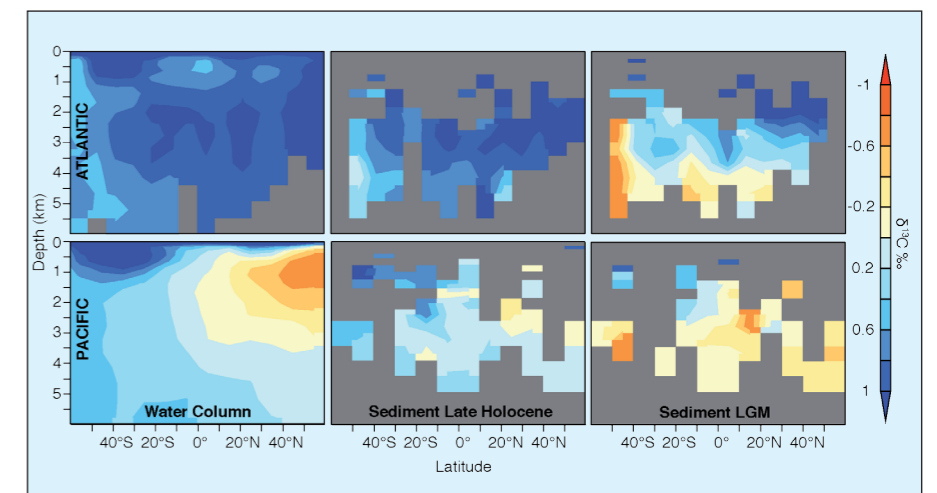 ATLANTIC
PACIFIC
Depth (km)
0
1
2
3
4
5
0
1
2
3
4
5
Water Column
Sediment Late Holocene
Sediment LGM
40°S 20°S 0° 20°N 40°N
40°S 20°S 0° 20°N 40°N
40°S 20°S 0° 20°N 40°N
Latitude
-1
-0.6
-0.2
0.2
0.6
1
δ¹³C ‰